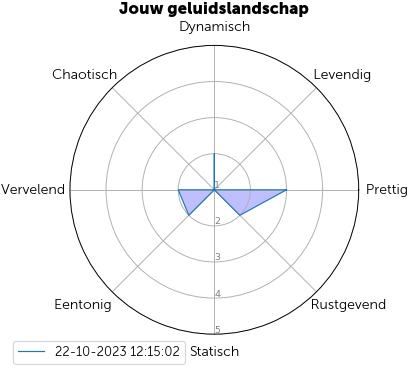 Jouw geluidslandschap
Dynamisch
Chaotisch
Levendig
Vervelend
1
Prettig
2
3
4
Eentonig
Rustgevend
5
22-10-2023 12:15:02
Statisch